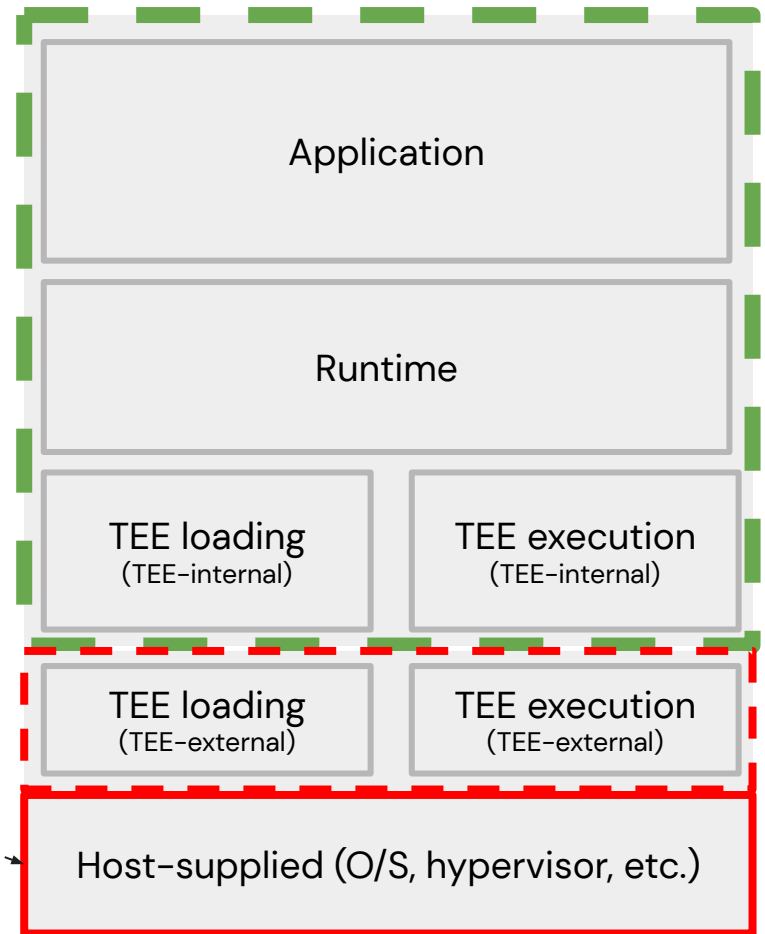 Application
Runtime
TEE loading
(TEE-internal)
TEE execution
(TEE-internal)
TEE loading
(TEE-external)
TEE execution
(TEE-external)
Host-supplied (O/S, hypervisor, etc.)